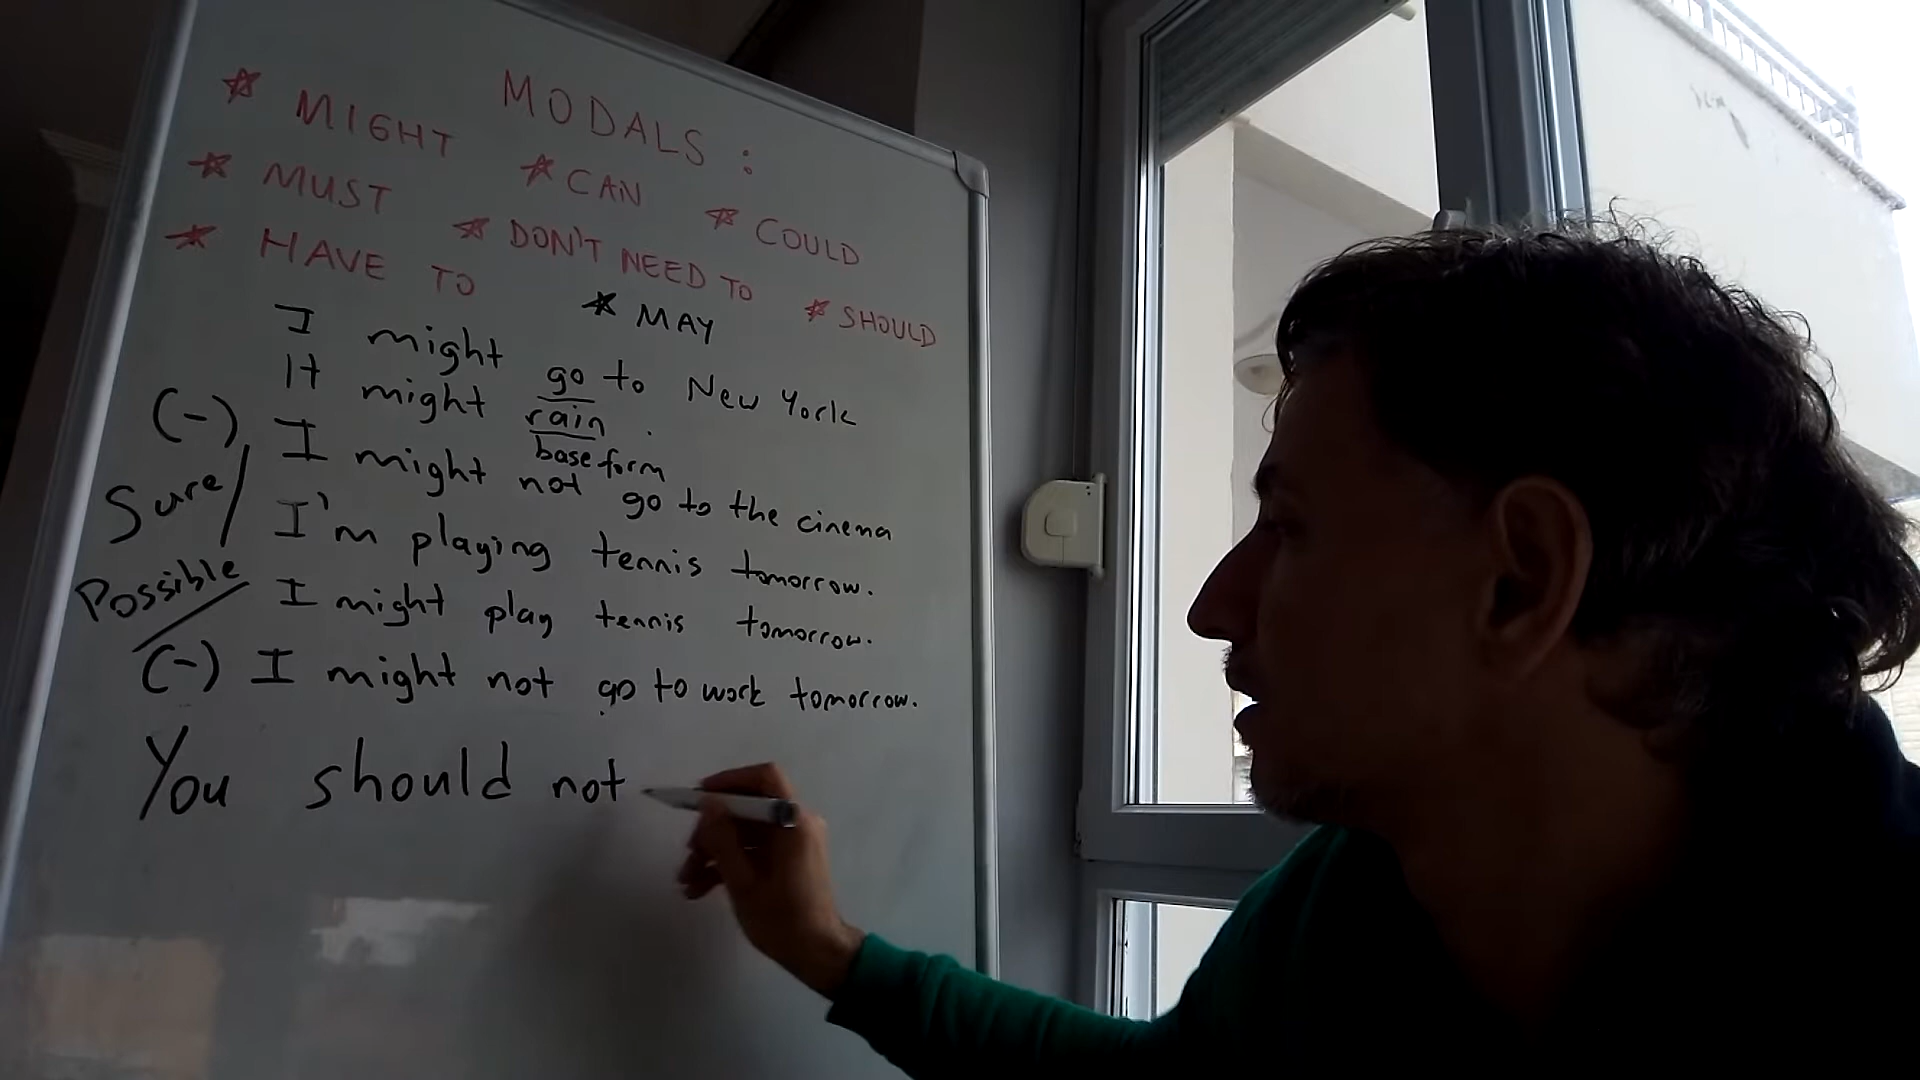 MODALS:
* MIGHT * CAN * COULD
* MUST * DON'T NEED TO * SHOULD
* HAVE TO * MAY
I might go to New York
It might rain.
base form
(-) I might not go to the cinema
Sure / I'm playing tennis tomorrow.
Possible / I might play tennis tomorrow.
(-) I might not go to work tomorrow.
You should not